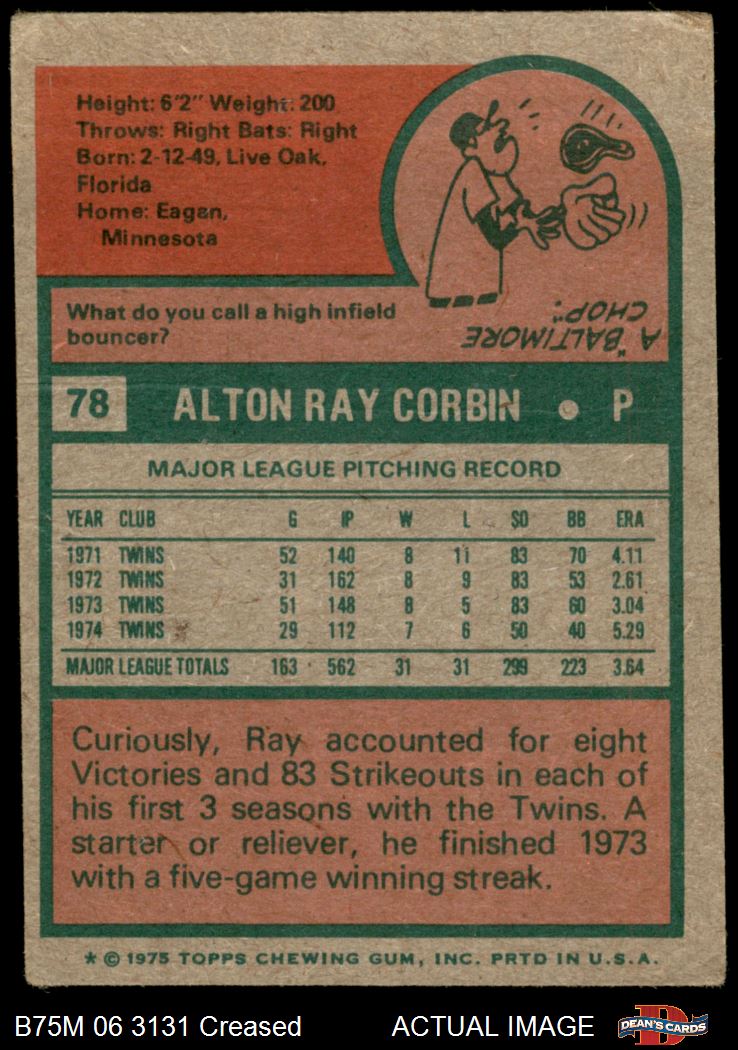 Height: 6'2" Weight: 200
Throws: Right Bats: Right
Born: 2-12-49, Live Oak,
Florida
Home: Eagan,
Minnesota
What do you call a high infield
bouncer?
A "BALTIMORE
CHOP".
78 ALTON RAY CORBIN • P
MAJOR LEAGUE PITCHING RECORD
YEAR CLUB G IP W L SO BB ERA
1971 TWINS 52 140 8 11 83 70 4.11
1972 TWINS 31 162 8 9 83 53 2.61
1973 TWINS 51 148 8 5 83 60 3.04
1974 TWINS 29 112 7 6 50 40 5.29
MAJOR LEAGUE TOTALS 163 562 31 31 299 223 3.64
Curiously, Ray accounted for eight
Victories and 83 Strikeouts in each of
his first 3 seasons with the Twins. A
starter or reliever, he finished 1973
with a five-game winning streak.
* © 1975 TOPPS CHEWING GUM, INC. PRTD IN U.S.A.
B75M 06 3131 Creased ACTUAL IMAGE
D
DEAN'S CARDS